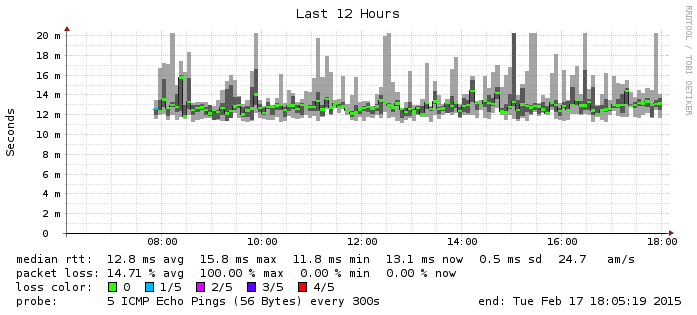 Last 12 Hours
RRDTOOL / TOBI OETIKER
Seconds
20 m
18 m
16 m
14 m
12 m
10 m
8 m
6 m
4 m
2 m
0
08:00 10:00 12:00 14:00 16:00 18:00
median rtt: 12.8 ms avg 15.8 ms max 11.8 ms min 13.1 ms now 0.5 ms sd 24.7 am/s
packet loss: 14.71 % avg 100.00 % max 0.00 % min 0.00 % now
loss color: 0 1/5 2/5 3/5 4/5
probe: 5 ICMP Echo Pings (56 Bytes) every 300s end: Tue Feb 17 18:05:19 2015